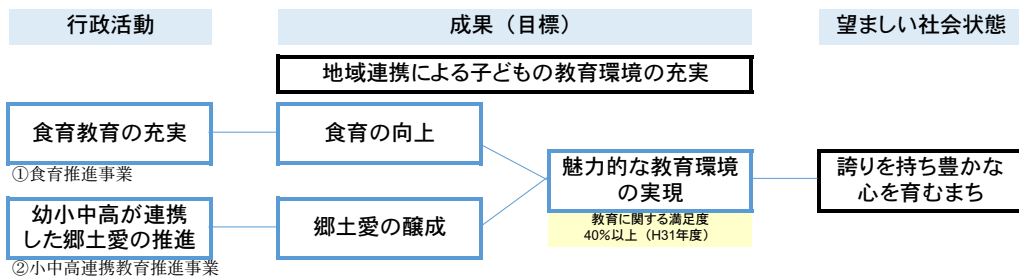 行政活動
成果（目標）
望ましい社会状態
地域連携による子どもの教育環境の充実
食育教育の充実
食育の向上
①食育推進事業
魅力的な教育環境
の実現
誇りを持ち豊かな
心を育むまち
幼小中高が連携
した郷土愛の推進
郷土愛の醸成
教育に関する満足度
40%以上（H31年度）
②小中高連携教育推進事業